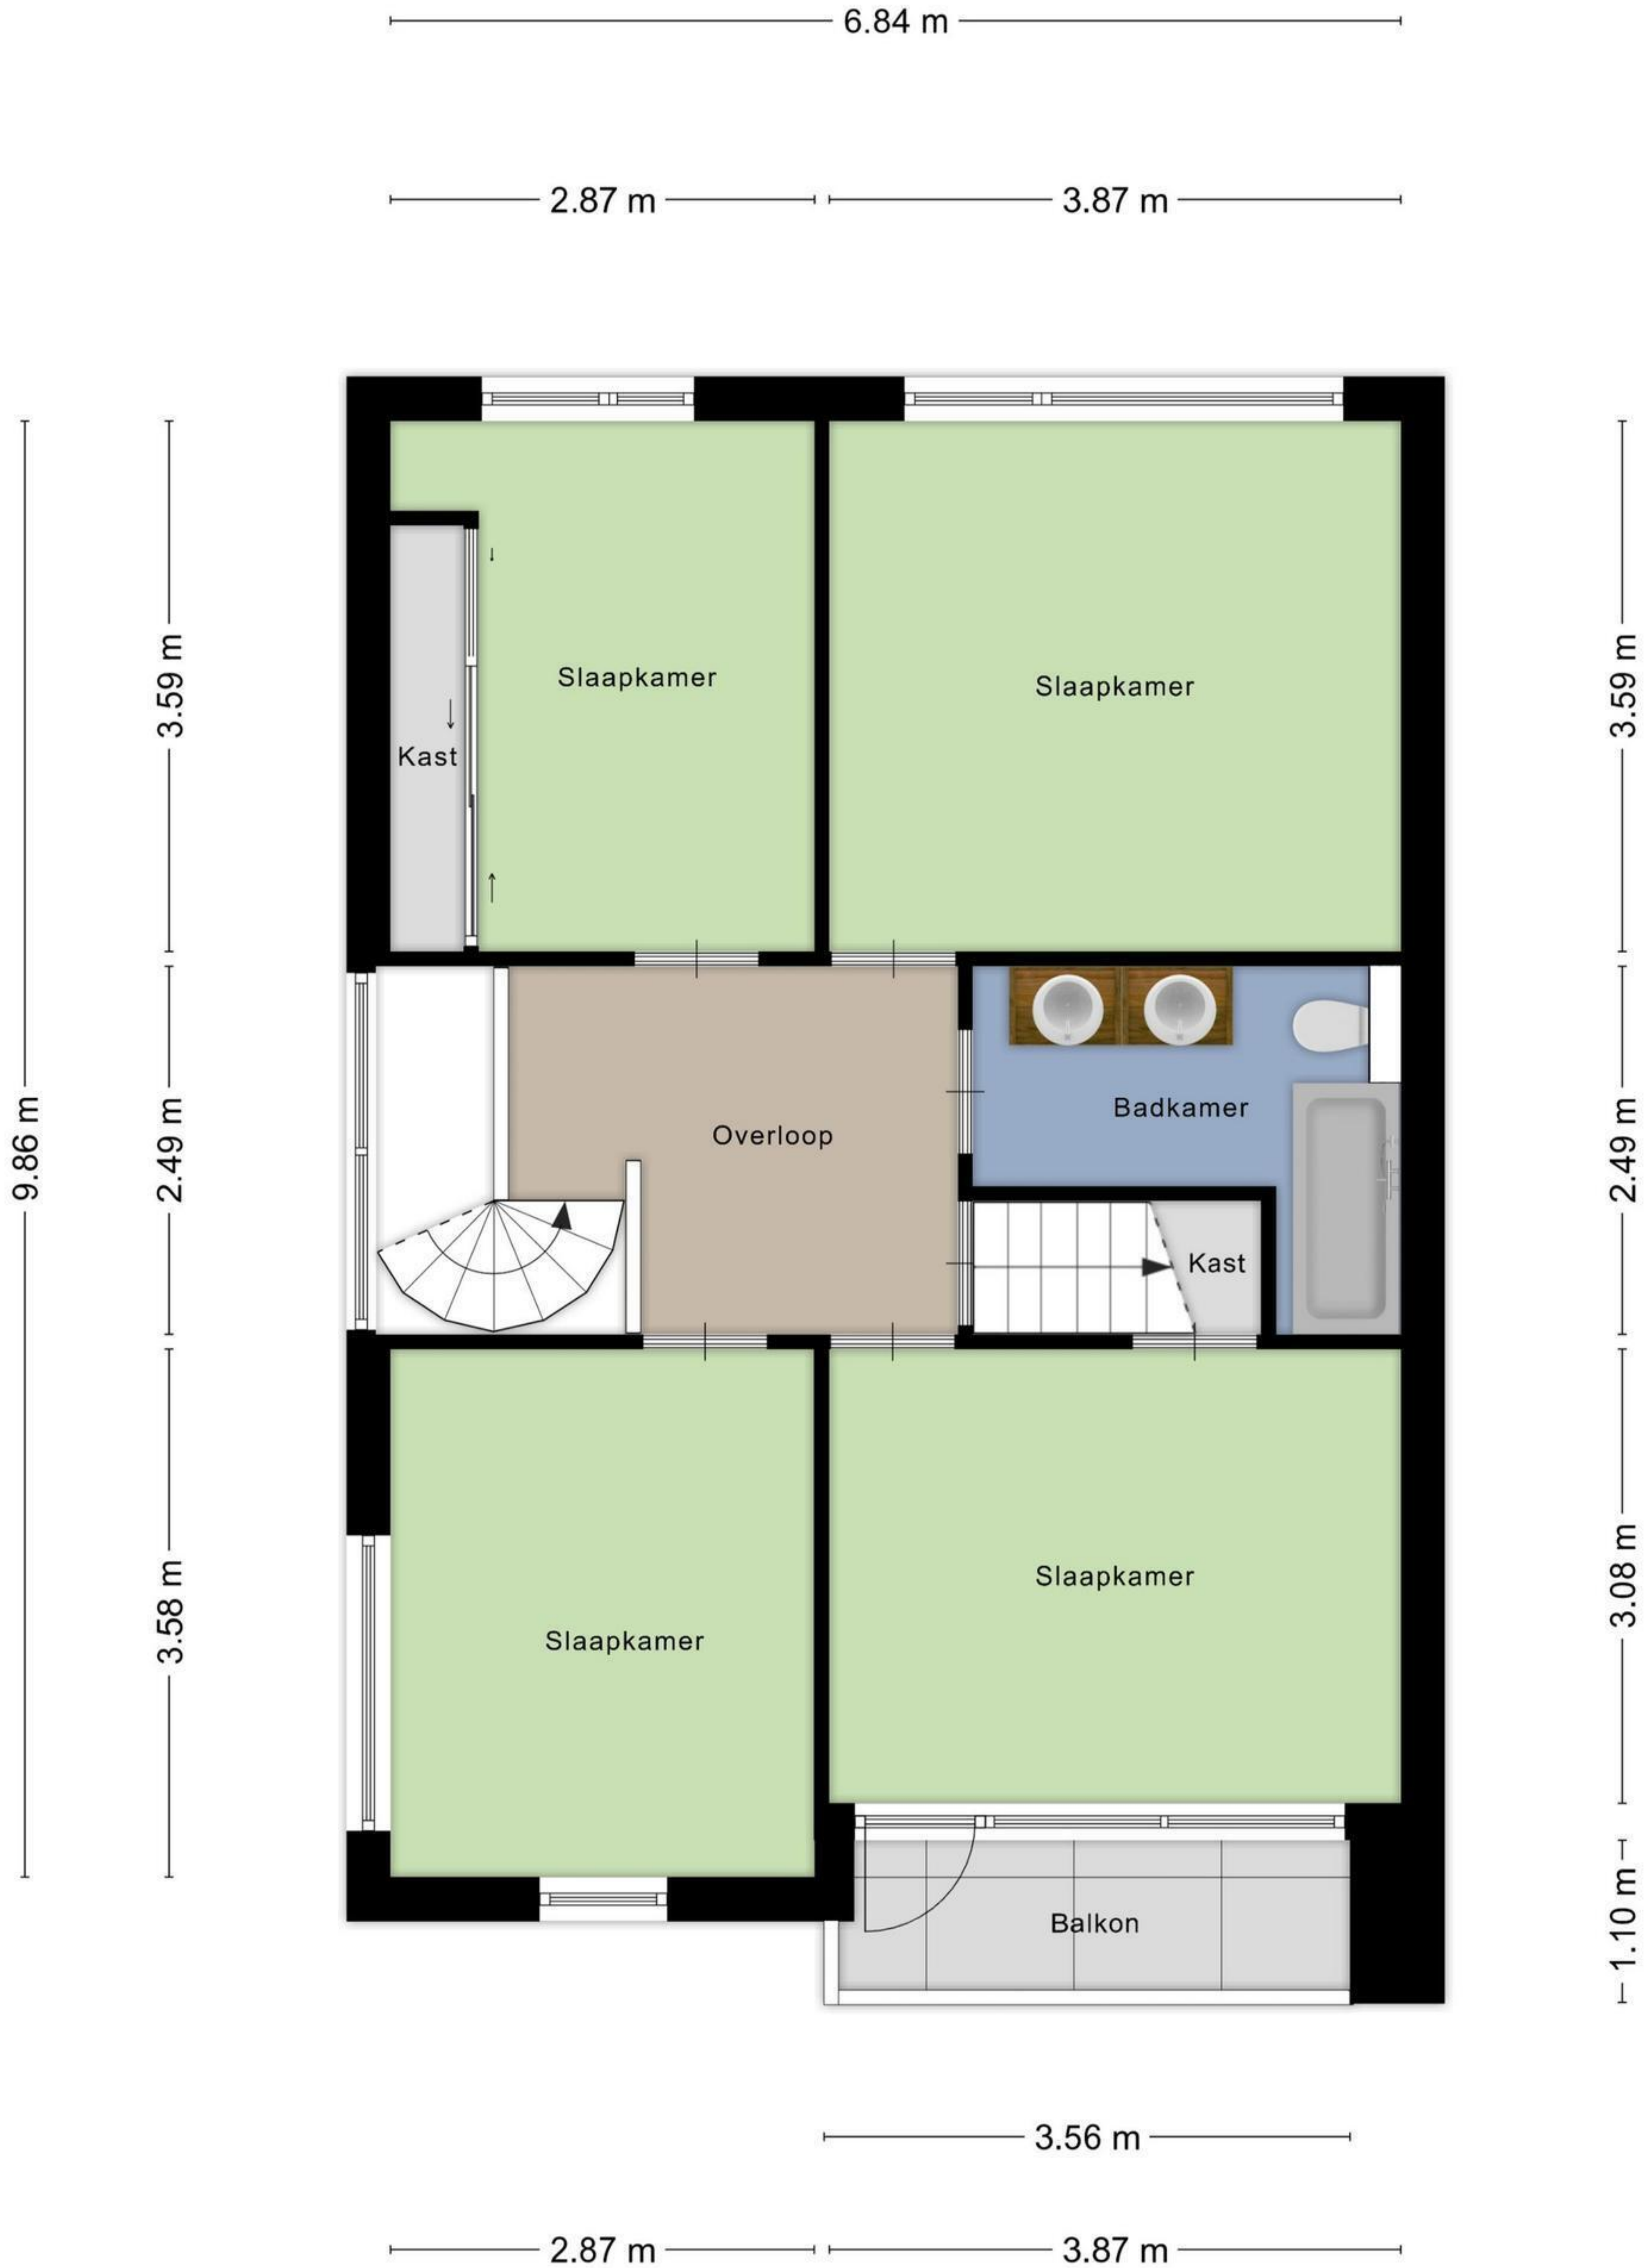 6.84 m
2.87 m
3.87 m
9.86 m
3.59 m
3.59 m
Slaapkamer
Slaapkamer
Kast
2.49 m
2.49 m
Overloop
Badkamer
Kast
3.58 m
3.08 m
Slaapkamer
Slaapkamer
1.10 m
Balkon
3.56 m
2.87 m
3.87 m